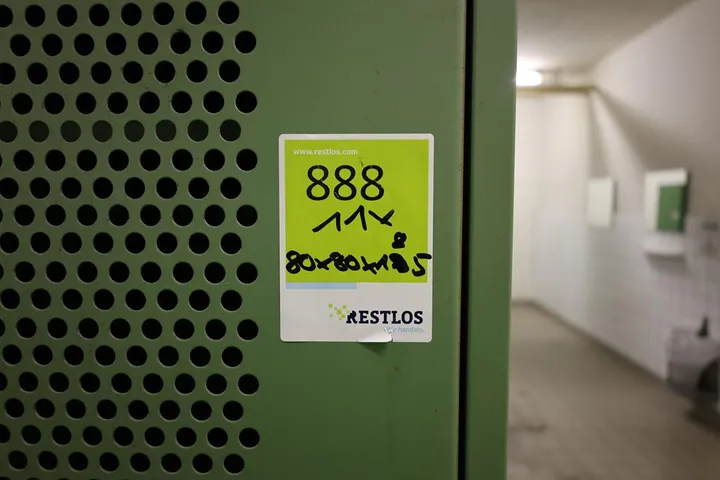 www.restlos.com
888
11x
8
80x80x185
RESTLOS
Wir handeln.